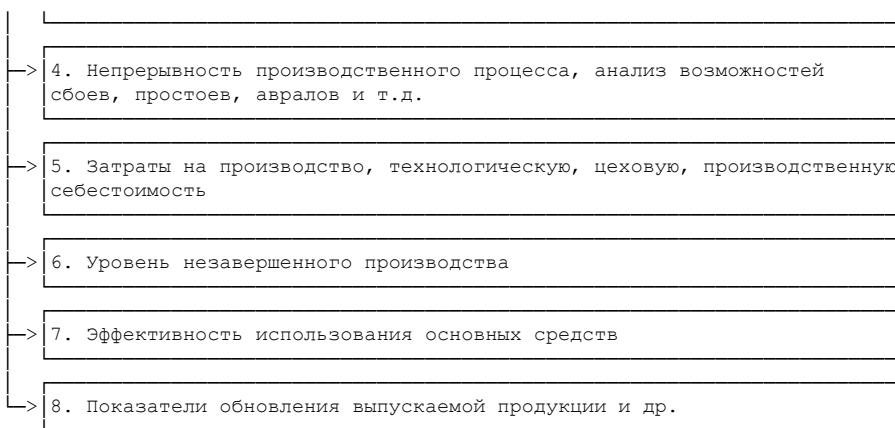 4. Непрерывность производственного процесса, анализ возможностей
сбоев, простоев, авралов и т.д.
5. Затраты на производство, технологическую, цеховую, производственную
себестоимость
6. Уровень незавершенного производства
7. Эффективность использования основных средств
8. Показатели обновления выпускаемой продукции и др.